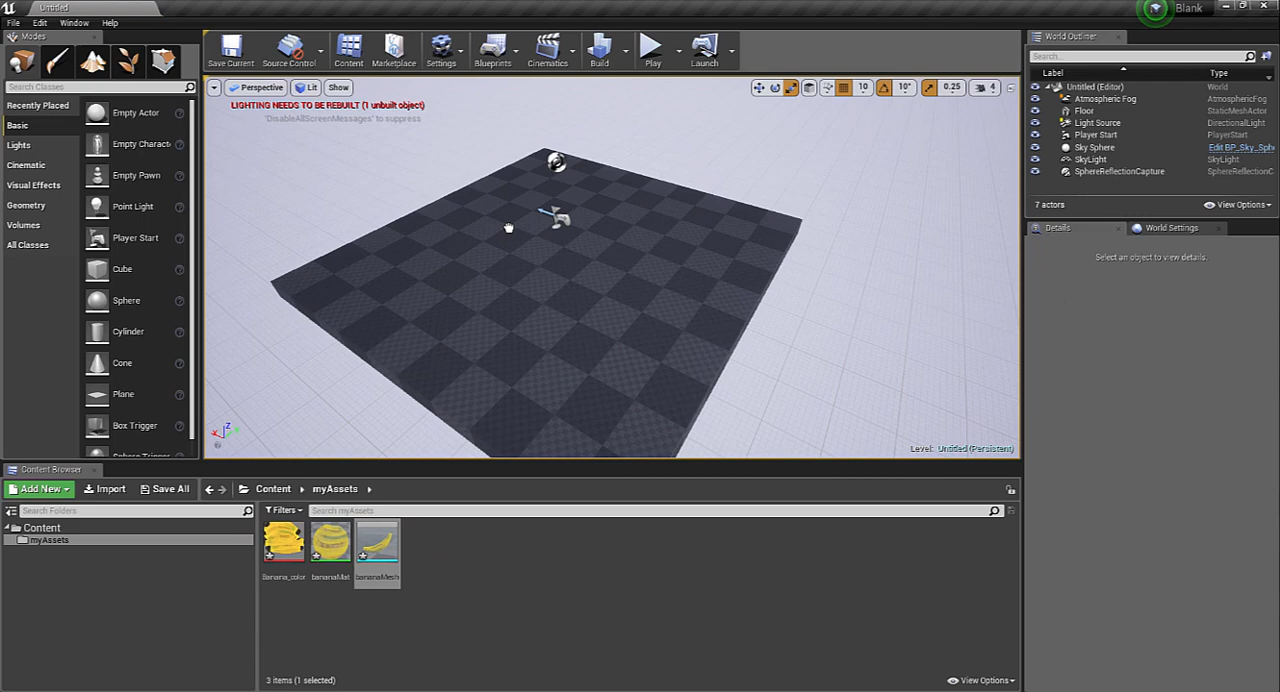 Untitled
Blank
File Edit Window Help
Modes
Search Classes
Recently Placed
Basic
Lights
Cinematic
Visual Effects
Geometry
Volumes
All Classes
Empty Actor
Empty Charact
Empty Pawn
Point Light
Player Start
Cube
Sphere
Cylinder
Cone
Plane
Box Trigger
Sphere Trigger
Save Current Source Control Content Marketplace Settings Blueprints Cinematics Build Play Launch
Perspective Lit Show
10 10° 0.25 4
LIGHTING NEEDS TO BE REBUILT (1 unbuilt object)
'DisableAllScreenMessages' to suppress
Z
Level: Untitled (Persistent)
World Outliner
Search...
Label Type
Untitled (Editor) World
Atmospheric Fog AtmosphericFog
Floor StaticMeshActor
Light Source DirectionalLight
Player Start PlayerStart
Sky Sphere Edit BP_Sky_Sph
SkyLight SkyLight
SphereReflectionCapture SphereReflectionC
7 actors View Options
Details World Settings
Select an object to view details.
Content Browser
Add New Import Save All Content myAssets
Search Folders
Content
myAssets
Filters Search myAssets
Banana_color bananaMat bananaMesh
3 items (1 selected) View Options